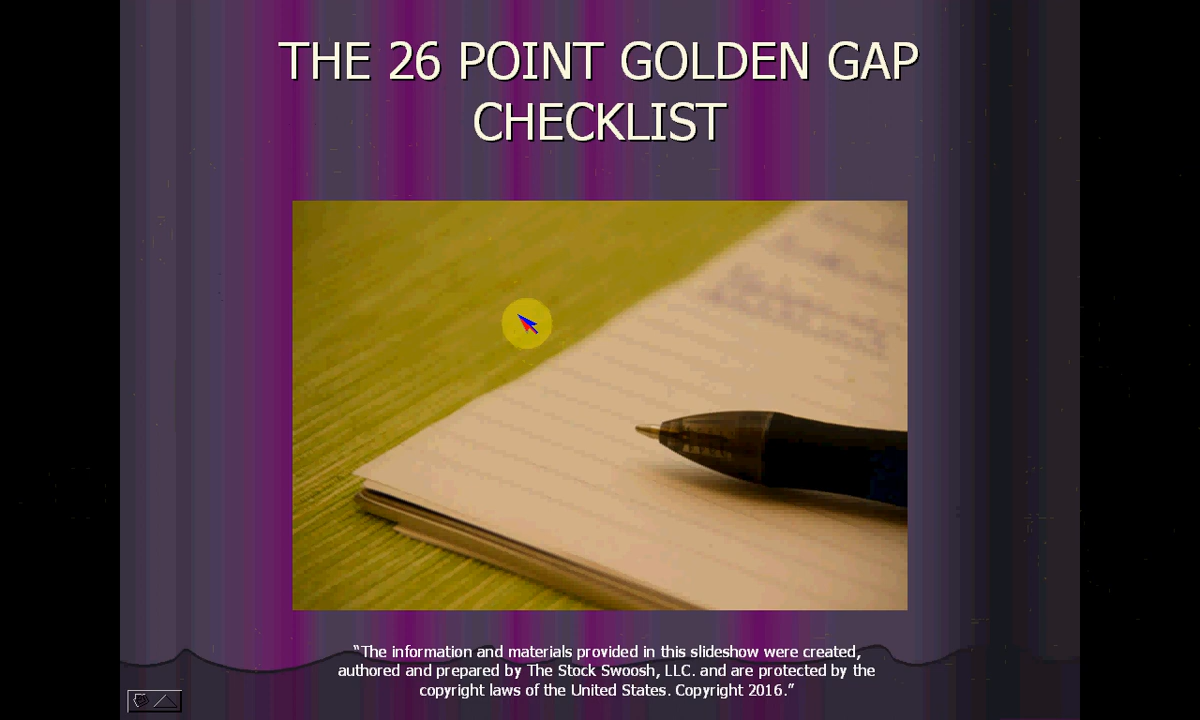 THE 26 POINT GOLDEN GAP
CHECKLIST
“The information and materials provided in this slideshow were created,
authored and prepared by The Stock Swoosh, LLC. and are protected by the
copyright laws of the United States. Copyright 2016.”